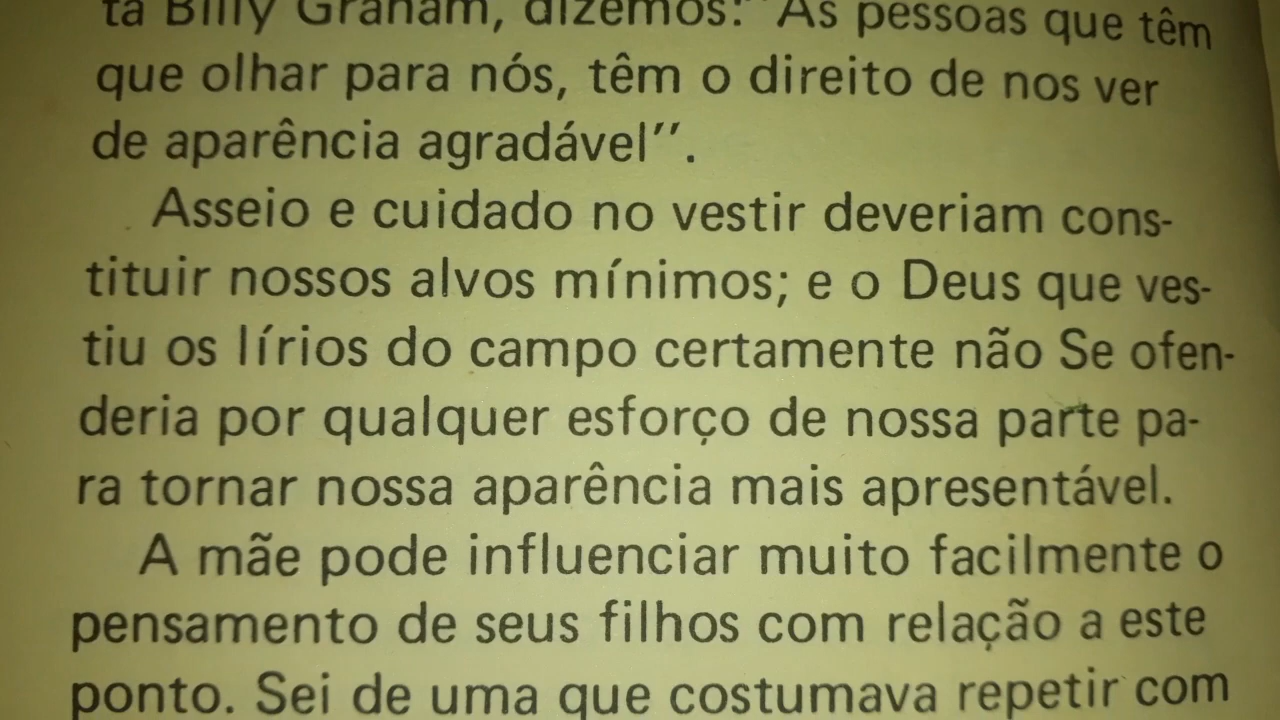 ta Billy Graham, dizemos: "As pessoas que têm
que olhar para nós, têm o direito de nos ver
de aparência agradável".
Asseio e cuidado no vestir deveriam cons-
tituir nossos alvos mínimos; e o Deus que ves-
tiu os lírios do campo certamente não Se ofen-
deria por qualquer esforço de nossa parte pa-
ra tornar nossa aparência mais apresentável.
A mãe pode influenciar muito facilmente o
pensamento de seus filhos com relação a este
ponto. Sei de uma que costumava repetir com